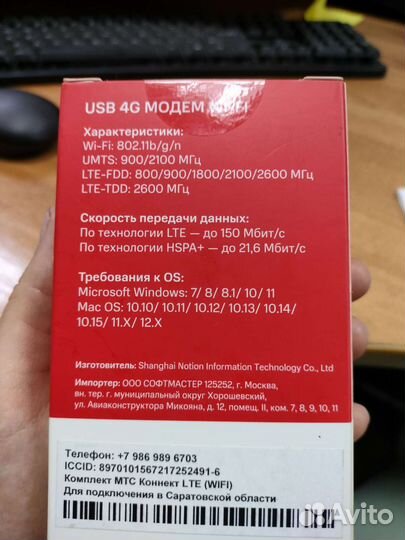 USB 4G МОДЕМ WIFI
Характеристики:
Wi-Fi: 802.11b/g/n
UMTS: 900/2100 МГц
LTE-FDD: 800/900/1800/2100/2600 МГц
LTE-TDD: 2600 МГц
Скорость передачи данных:
По технологии LTE — до 150 Мбит/с
По технологии HSPA+ — до 21,6 Мбит/с
Требования к OS:
Microsoft Windows: 7/ 8/ 8.1/ 10/ 11
Mac OS: 10.10/ 10.11/ 10.12/ 10.13/ 10.14/
10.15/ 11.X/ 12.X
Изготовитель: Shanghai Notion Information Technology Co., Ltd
Импортер: ООО СОФТМАСТЕР 125252, г. Москва,
вн. тер. г. муниципальный округ Хорошевский,
ул. Авиаконструктора Микояна, д. 12, помещ. II, ком. 7, 8, 9, 10, 11
Телефон: +7 986 989 6703
ICCID: 8970101567217252491-6
Комплект МТС Коннект LTE (WIFI)
Для подключения в Саратовской области
Avito